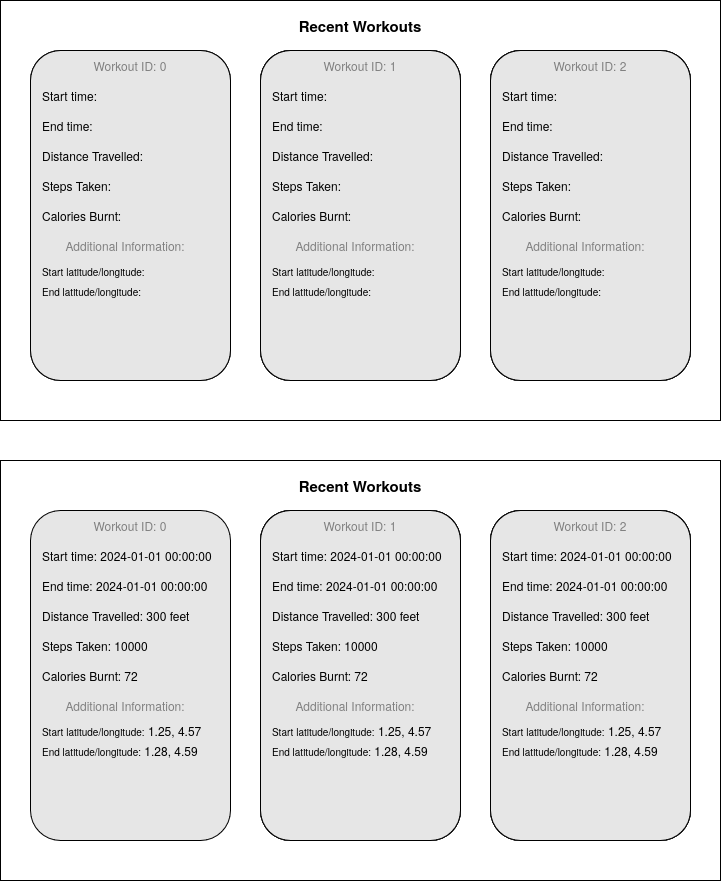 Recent Workouts
Workout ID: 0
Start time:
End time:
Distance Travelled:
Steps Taken:
Calories Burnt:
Additional Information:
Start latitude/longitude:
End latitude/longitude:
Workout ID: 1
Start time:
End time:
Distance Travelled:
Steps Taken:
Calories Burnt:
Additional Information:
Start latitude/longitude:
End latitude/longitude:
Workout ID: 2
Start time:
End time:
Distance Travelled:
Steps Taken:
Calories Burnt:
Additional Information:
Start latitude/longitude:
End latitude/longitude:
Recent Workouts
Workout ID: 0
Start time: 2024-01-01 00:00:00
End time: 2024-01-01 00:00:00
Distance Travelled: 300 feet
Steps Taken: 10000
Calories Burnt: 72
Additional Information:
Start latitude/longitude: 1.25, 4.57
End latitude/longitude: 1.28, 4.59
Workout ID: 1
Start time: 2024-01-01 00:00:00
End time: 2024-01-01 00:00:00
Distance Travelled: 300 feet
Steps Taken: 10000
Calories Burnt: 72
Additional Information:
Start latitude/longitude: 1.25, 4.57
End latitude/longitude: 1.28, 4.59
Workout ID: 2
Start time: 2024-01-01 00:00:00
End time: 2024-01-01 00:00:00
Distance Travelled: 300 feet
Steps Taken: 10000
Calories Burnt: 72
Additional Information:
Start latitude/longitude: 1.25, 4.57
End latitude/longitude: 1.28, 4.59